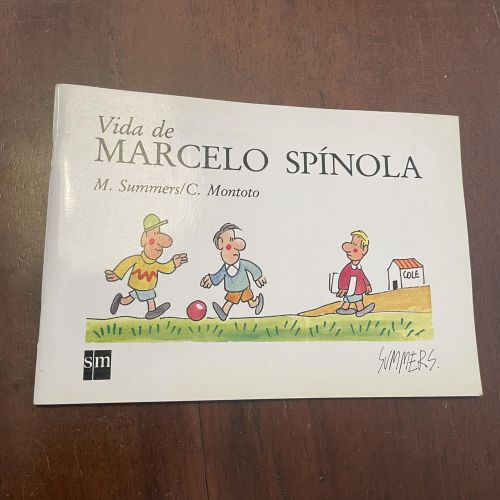 Vida de
MARCELO SPÍNOLA
M. Summers/C. Montoto
COLE
sm
SUMMERS.